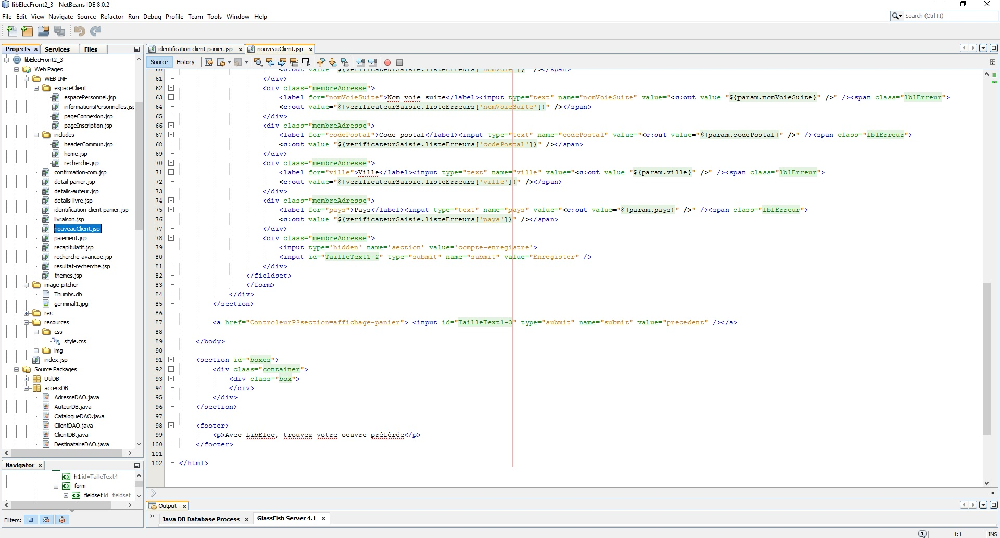 libElecFront2_3 - NetBeans IDE 8.0.2
File Edit View Navigate Source Refactor Run Debug Profile Team Tools Window Help
Search (Ctrl+I)
Projects Services Files
libElecFront2_3
Web Pages
WEB-INF
espaceClient
espacePersonnel.jsp
informationsPersonnelles.jsp
pageConnexion.jsp
pageInscription.jsp
includes
headerCommun.jsp
home.jsp
recherche.jsp
confirmation-com.jsp
detail-panier.jsp
details-auteur.jsp
details-livre.jsp
identification-client-panier.jsp
livraison.jsp
nouveauClient.jsp
paiement.jsp
recapitulatif.jsp
recherche-avancee.jsp
resultat-recherche.jsp
themes.jsp
image-pitcher
Thumbs.db
germinal1.jpg
res
resources
css
style.css
img
index.jsp
Source Packages
UtilDB
accessDB
AdresseDAO.java
AuteurDB.java
CatalogueDAO.java
ClientDAO.java
ClientDB.java
DestinataireDAO.java
Navigator
h1 id=TailleText4
form
fieldset id=fieldset
Filters:
identification-client-panier.jsp nouveauClient.jsp
Source History
60 <c:out value="${verificateurSaisie.listeErreurs['nomVoie']}" /></span>
61 </div>
62 <div class="membreAdresse">
63 <label for="nomVoieSuite">Nom voie suite</label><input type="text" name="nomVoieSuite" value="<c:out value="${param.nomVoieSuite}" />" /><span class="lblErreur">
64 <c:out value="${verificateurSaisie.listeErreurs['nomVoieSuite']}" /></span>
65 </div>
66 <div class="membreAdresse">
67 <label for="codePostal">Code postal</label><input type="text" name="codePostal" value="<c:out value="${param.codePostal}" />" /><span class="lblErreur">
68 <c:out value="${verificateurSaisie.listeErreurs['codePostal']}" /></span>
69 </div>
70 <div class="membreAdresse">
71 <label for="ville">Ville</label><input type="text" name="ville" value="<c:out value="${param.ville}" />" /><span class="lblErreur">
72 <c:out value="${verificateurSaisie.listeErreurs['ville']}" /></span>
73 </div>
74 <div class="membreAdresse">
75 <label for="pays">Pays</label><input type="text" name="pays" value="<c:out value="${param.pays}" />" /><span class="lblErreur">
76 <c:out value="${verificateurSaisie.listeErreurs['pays']}" /></span>
77 </div>
78 <div class="membreAdresse">
79 <input type='hidden' name='section' value='compte-enregistre'>
80 <input id="TailleText1-2" type="submit" name="submit" value="Enregister" />
81 </div>
82 </fieldset>
83 </form>
84 </div>
85 </section>
86
87 <a href="ControleurP?section=affichage-panier"> <input id="TailleText1-3" type="submit" name="submit" value="precedent" /></a>
88
89 </body>
90
91 <section id="boxes">
92 <div class="container">
93 <div class="box">
94 </div>
95 </div>
96 </section>
97
98 <footer>
99 <p>Avec LibElec, trouvez votre oeuvre préfèrée</p>
100 </footer>
101
102 </html>
Output
Java DB Database Process GlassFish Server 4.1
1 1:1 INS